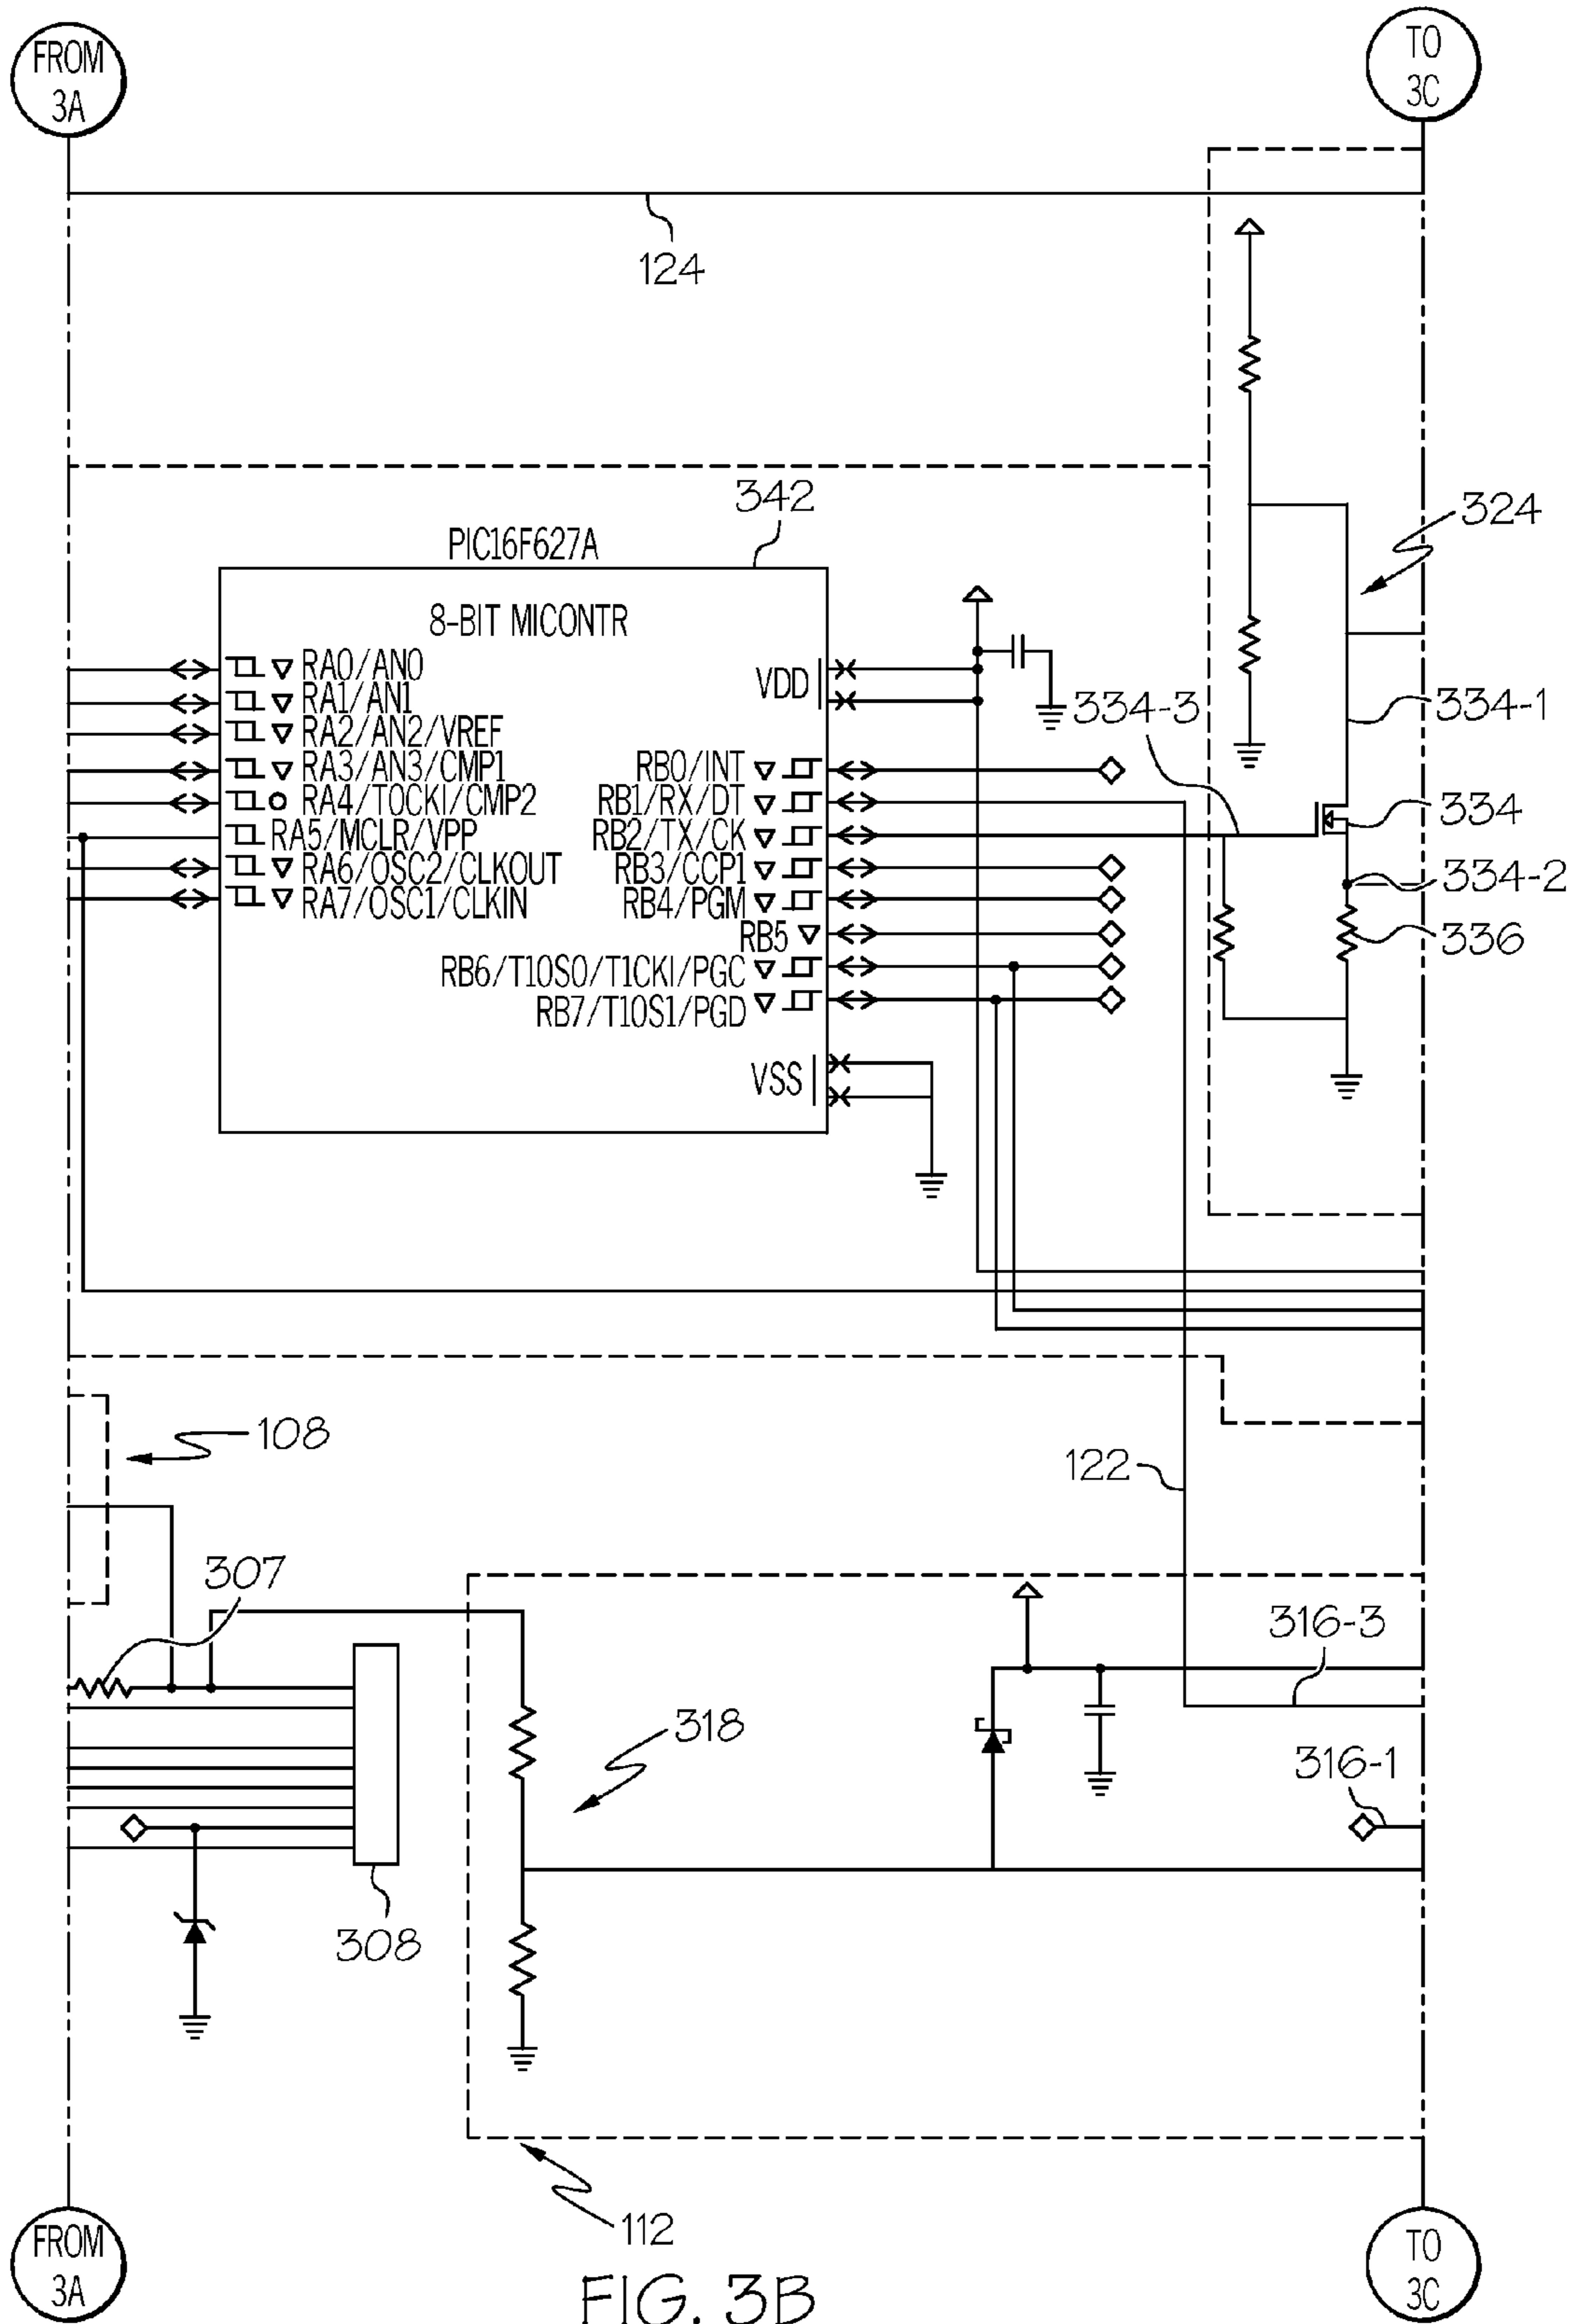 FROM
3A
TO
3C
124
342
PIC16F627A
324
8-BIT MICONTR
RA0/AN0
RA1/AN1
RA2/AN2/VREF
RA3/AN3/CMP1
RA4/TOCKI/CMP2
RA5/MCLR/VPP
RA6/OSC2/CLKOUT
RA7/OSC1/CLKIN
VDD
RB0/INT
RB1/RX/DT
RB2/TX/CK
RB3/CCP1
RB4/PGM
RB5
RB6/T10S0/T1CKI/PGC
RB7/T10S1/PGD
VSS
334-3
334-1
334
334-2
336
108
122
307
316-3
318
316-1
308
112
FROM
3A
TO
3C
FIG. 3B